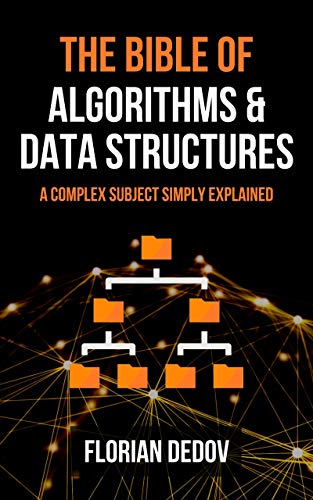 THE BIBLE OF
ALGORITHMS &
DATA STRUCTURES
A COMPLEX SUBJECT SIMPLY EXPLAINED
FLORIAN DEDOV